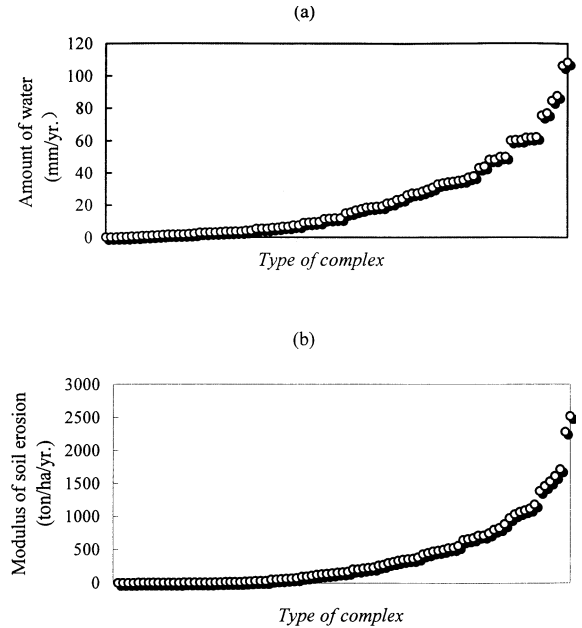 (a)
Amount of water
(mm/yr.)
120
100
80
60
40
20
0
Type of complex
(b)
Modulus of soil erosion
(ton/ha/yr.)
3000
2500
2000
1500
1000
500
0
Type of complex